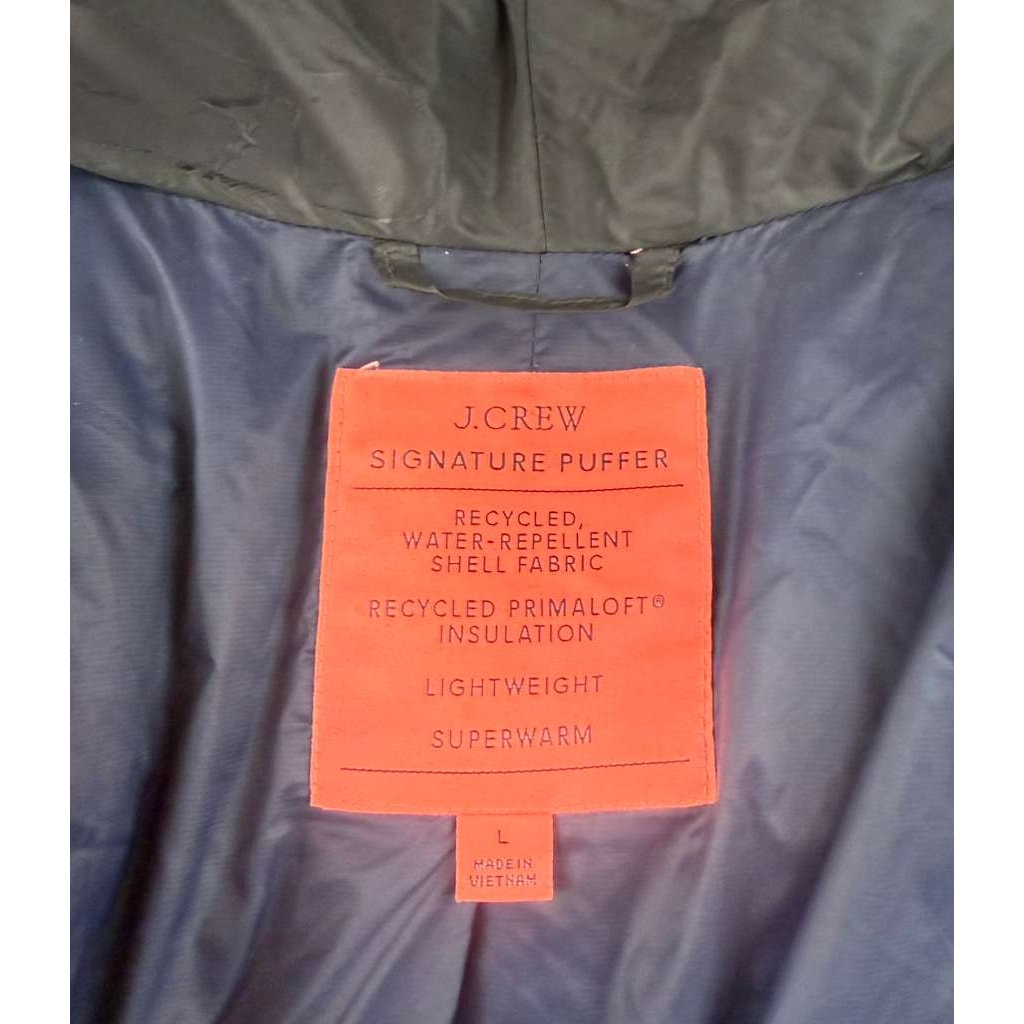 J.CREW
SIGNATURE PUFFER
RECYCLED,
WATER-REPELLENT
SHELL FABRIC
RECYCLED PRIMALOFT®
INSULATION
LIGHTWEIGHT
SUPERWARM
L
MADE IN
VIETNAM